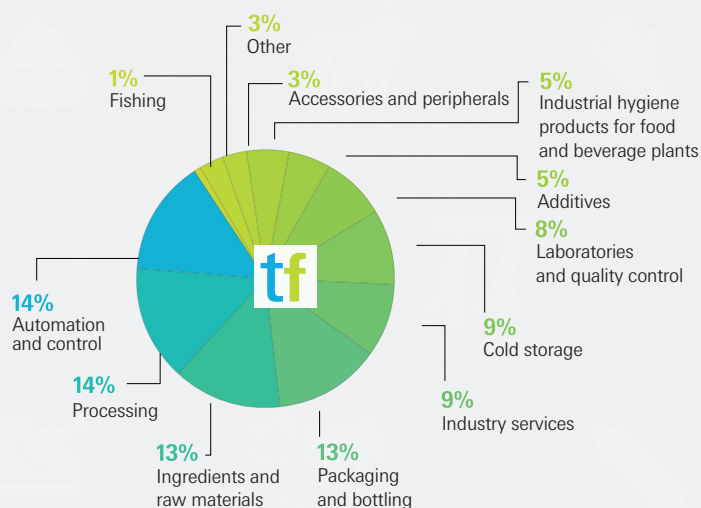 3%
Other
1%
Fishing
3%
Accessories and peripherals
5%
Industrial hygiene
products for food
and beverage plants
5%
Additives
8%
Laboratories
and quality control
9%
Cold storage
9%
Industry services
13%
Packaging
and bottling
13%
Ingredients and
raw materials
14%
Processing
14%
Automation
and control
tf